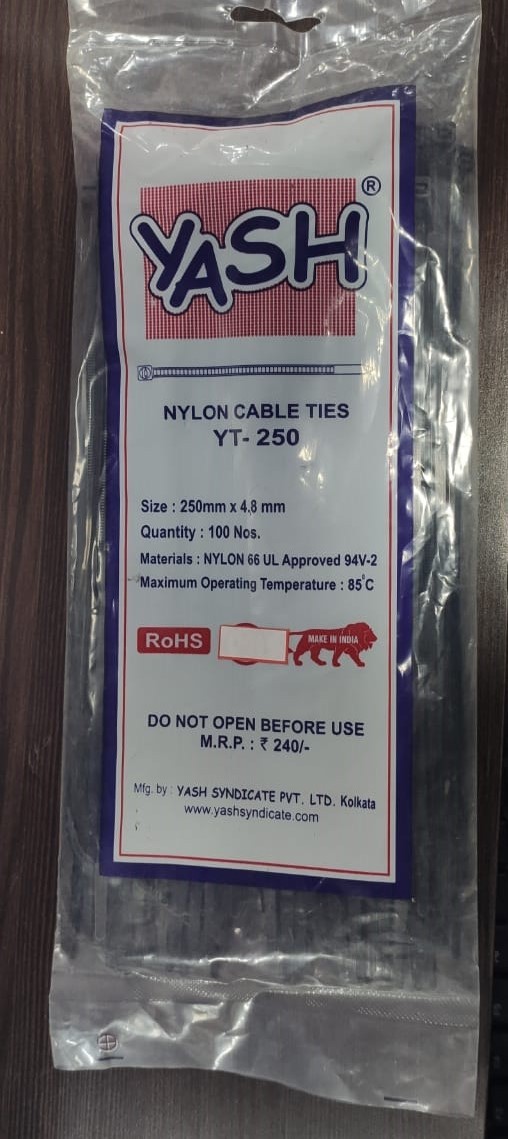 YASH ®
NYLON CABLE TIES
YT- 250
Size : 250mm x 4.8 mm
Quantity : 100 Nos.
Materials : NYLON 66 UL Approved 94V-2
Maximum Operating Temperature : 85°C
RoHS
MAKE IN INDIA
DO NOT OPEN BEFORE USE
M.R.P. : ₹ 240/-
Mfg. by : YASH SYNDICATE PVT. LTD. Kolkata
www.yashsyndicate.com